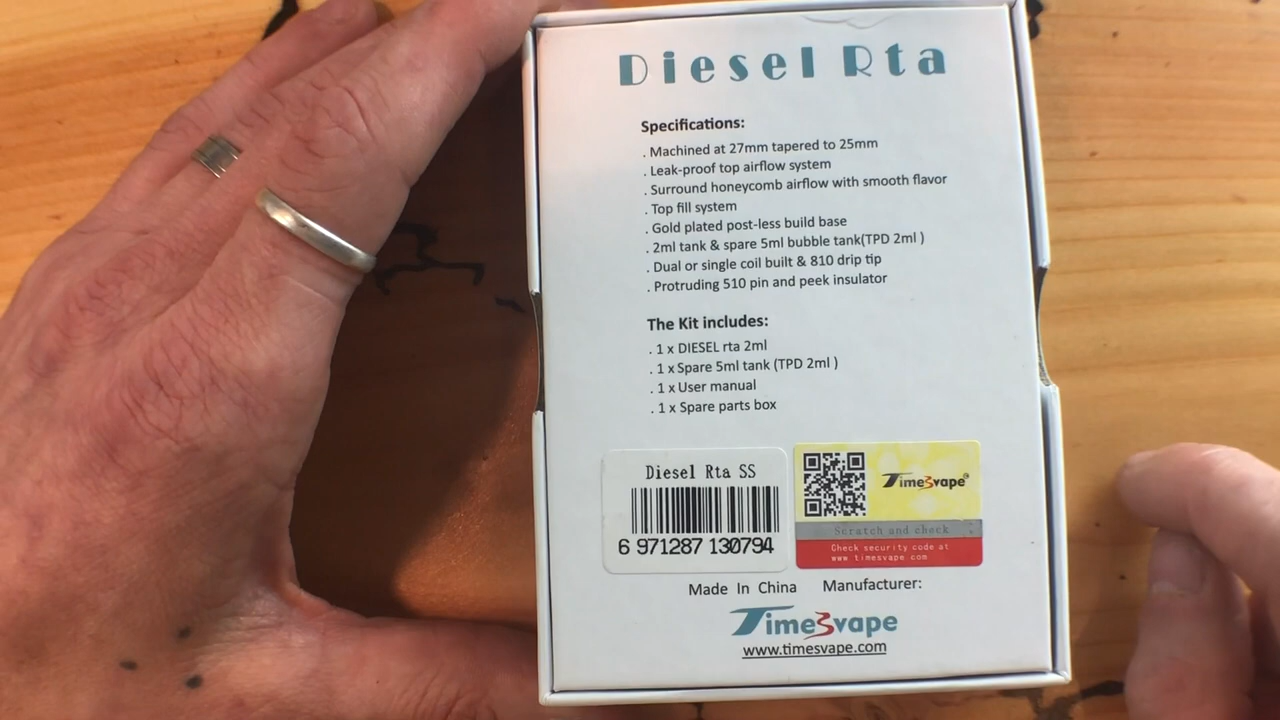 Diesel Rta
Specifications:
. Machined at 27mm tapered to 25mm
. Leak-proof top airflow system
. Surround honeycomb airflow with smooth flavor
. Top fill system
. Gold plated post-less build base
. 2ml tank & spare 5ml bubble tank(TPD 2ml )
. Dual or single coil built & 810 drip tip
. Protruding 510 pin and peek insulator
The Kit includes:
. 1 x DIESEL rta 2ml
. 1 x Spare 5ml tank (TPD 2ml )
. 1 x User manual
. 1 x Spare parts box
Diesel Rta SS
6 971287 130794
Timesvape®
Scratch and check
Check security code at
www timesvape com
Made In China Manufacturer:
Timesvape
www.timesvape.com